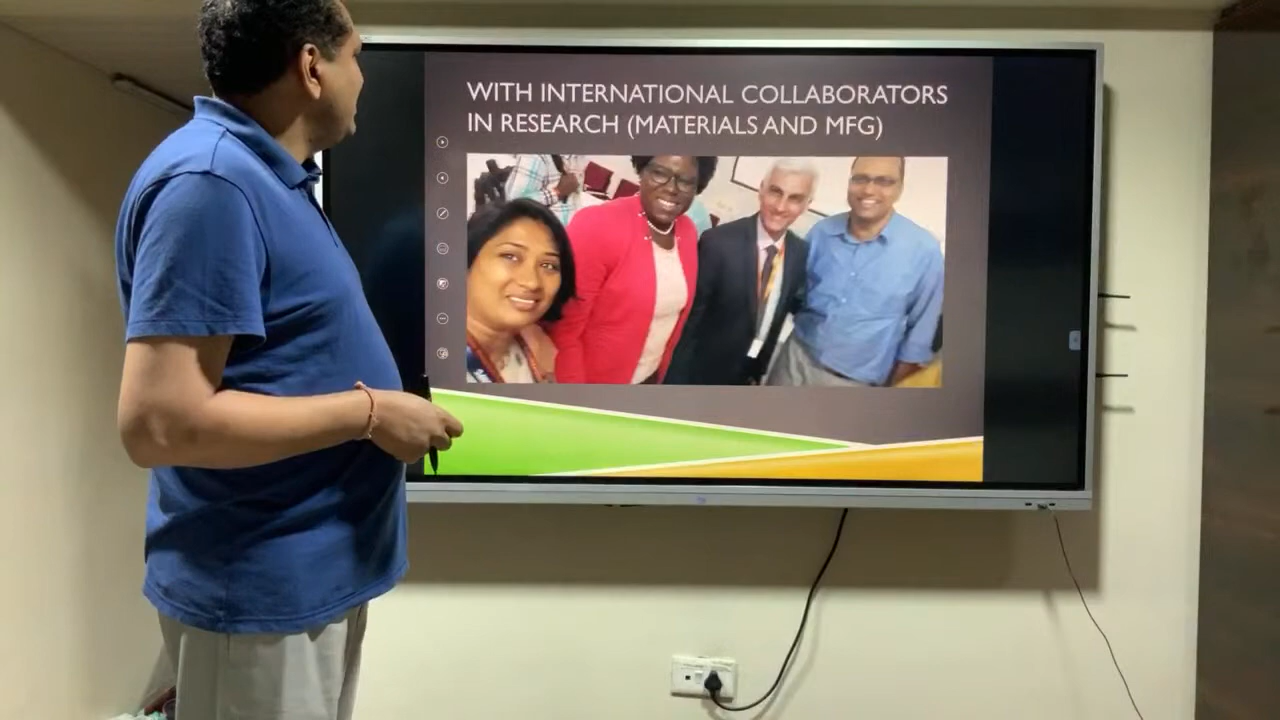 WITH INTERNATIONAL COLLABORATORS
IN RESEARCH (MATERIALS AND MFG)